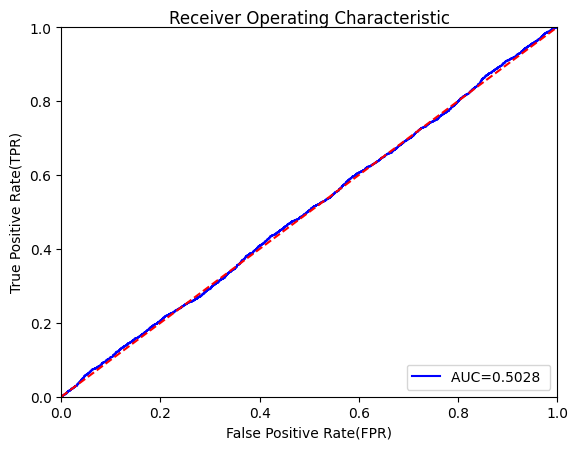 Receiver Operating Characteristic
1.0
0.8
0.6
0.4
0.2
0.0
True Positive Rate(TPR)
AUC=0.5028
0.0 0.2 0.4 0.6 0.8 1.0
False Positive Rate(FPR)